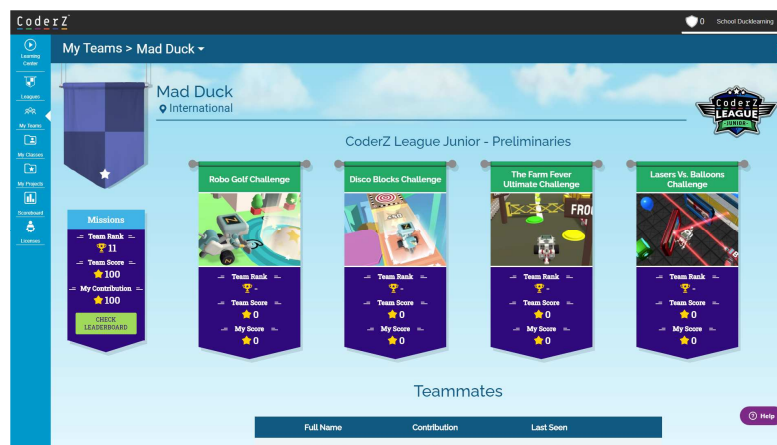 CoderZ
0 School Ducklearning
Learning
Center
Leagues
My Teams
My Classes
My Projects
Scoreboard
Licenses
My Teams > Mad Duck
Mad Duck
International
CoderZ
LEAGUE
-JUNIOR-
CoderZ League Junior - Preliminaries
Missions
Team Rank
11
Team Score
100
My Contribution
100
CHECK
LEADERBOARD
Robo Golf Challenge
Team Rank
-
Team Score
0
My Score
0
Disco Blocks Challenge
Team Rank
-
Team Score
0
My Score
0
The Farm Fever
Ultimate Challenge
FRO
Team Rank
-
Team Score
0
My Score
0
Lasers Vs. Balloons
Challenge
Team Rank
-
Team Score
0
My Score
0
Teammates
Full Name Contribution Last Seen
Help